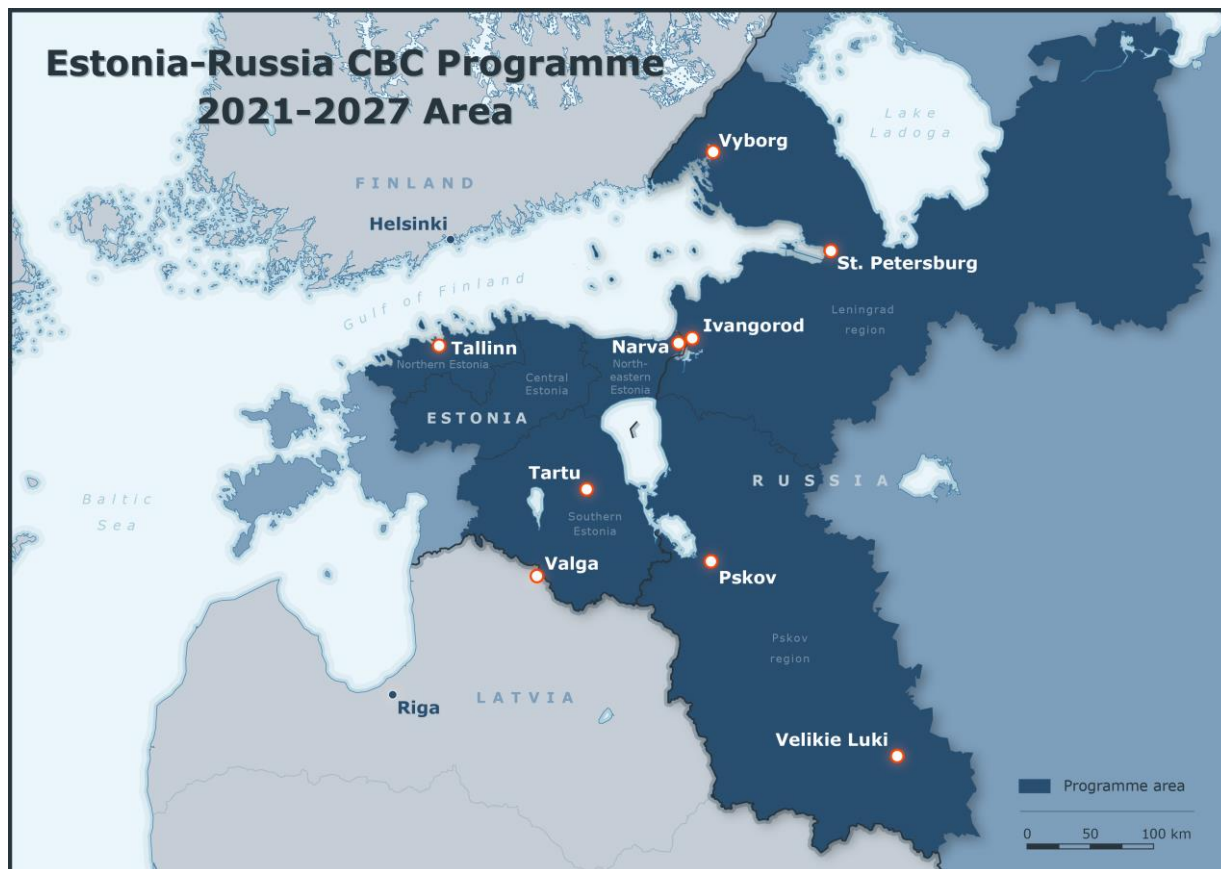 Estonia-Russia CBC Programme
2021-2027 Area
Lake
Ladoga
Vyborg
FINLAND
Helsinki
St. Petersburg
Gulf of Finland
Leningrad
region
Ivangorod
Narva
Tallinn
Northern Estonia
North-
eastern
Estonia
Central
Estonia
ESTONIA
RUSSIA
Tartu
Baltic
Sea
Southern
Estonia
Valga
Pskov
Pskov
region
LATVIA
Riga
Velikie Luki
Programme area
0 50 100 km